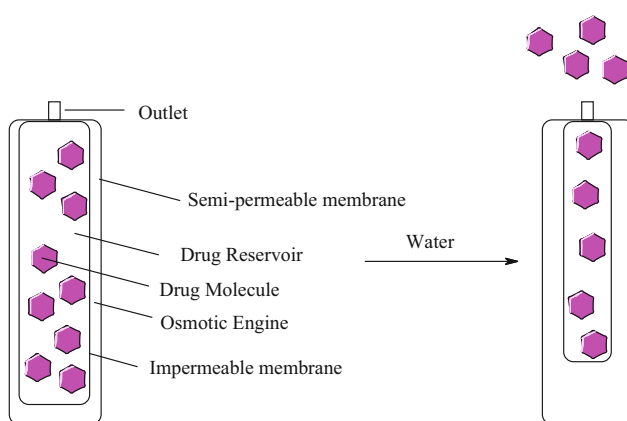 Outlet
Semi-permeable membrane
Drug Reservoir
Water
Drug Molecule
Osmotic Engine
Impermeable membrane